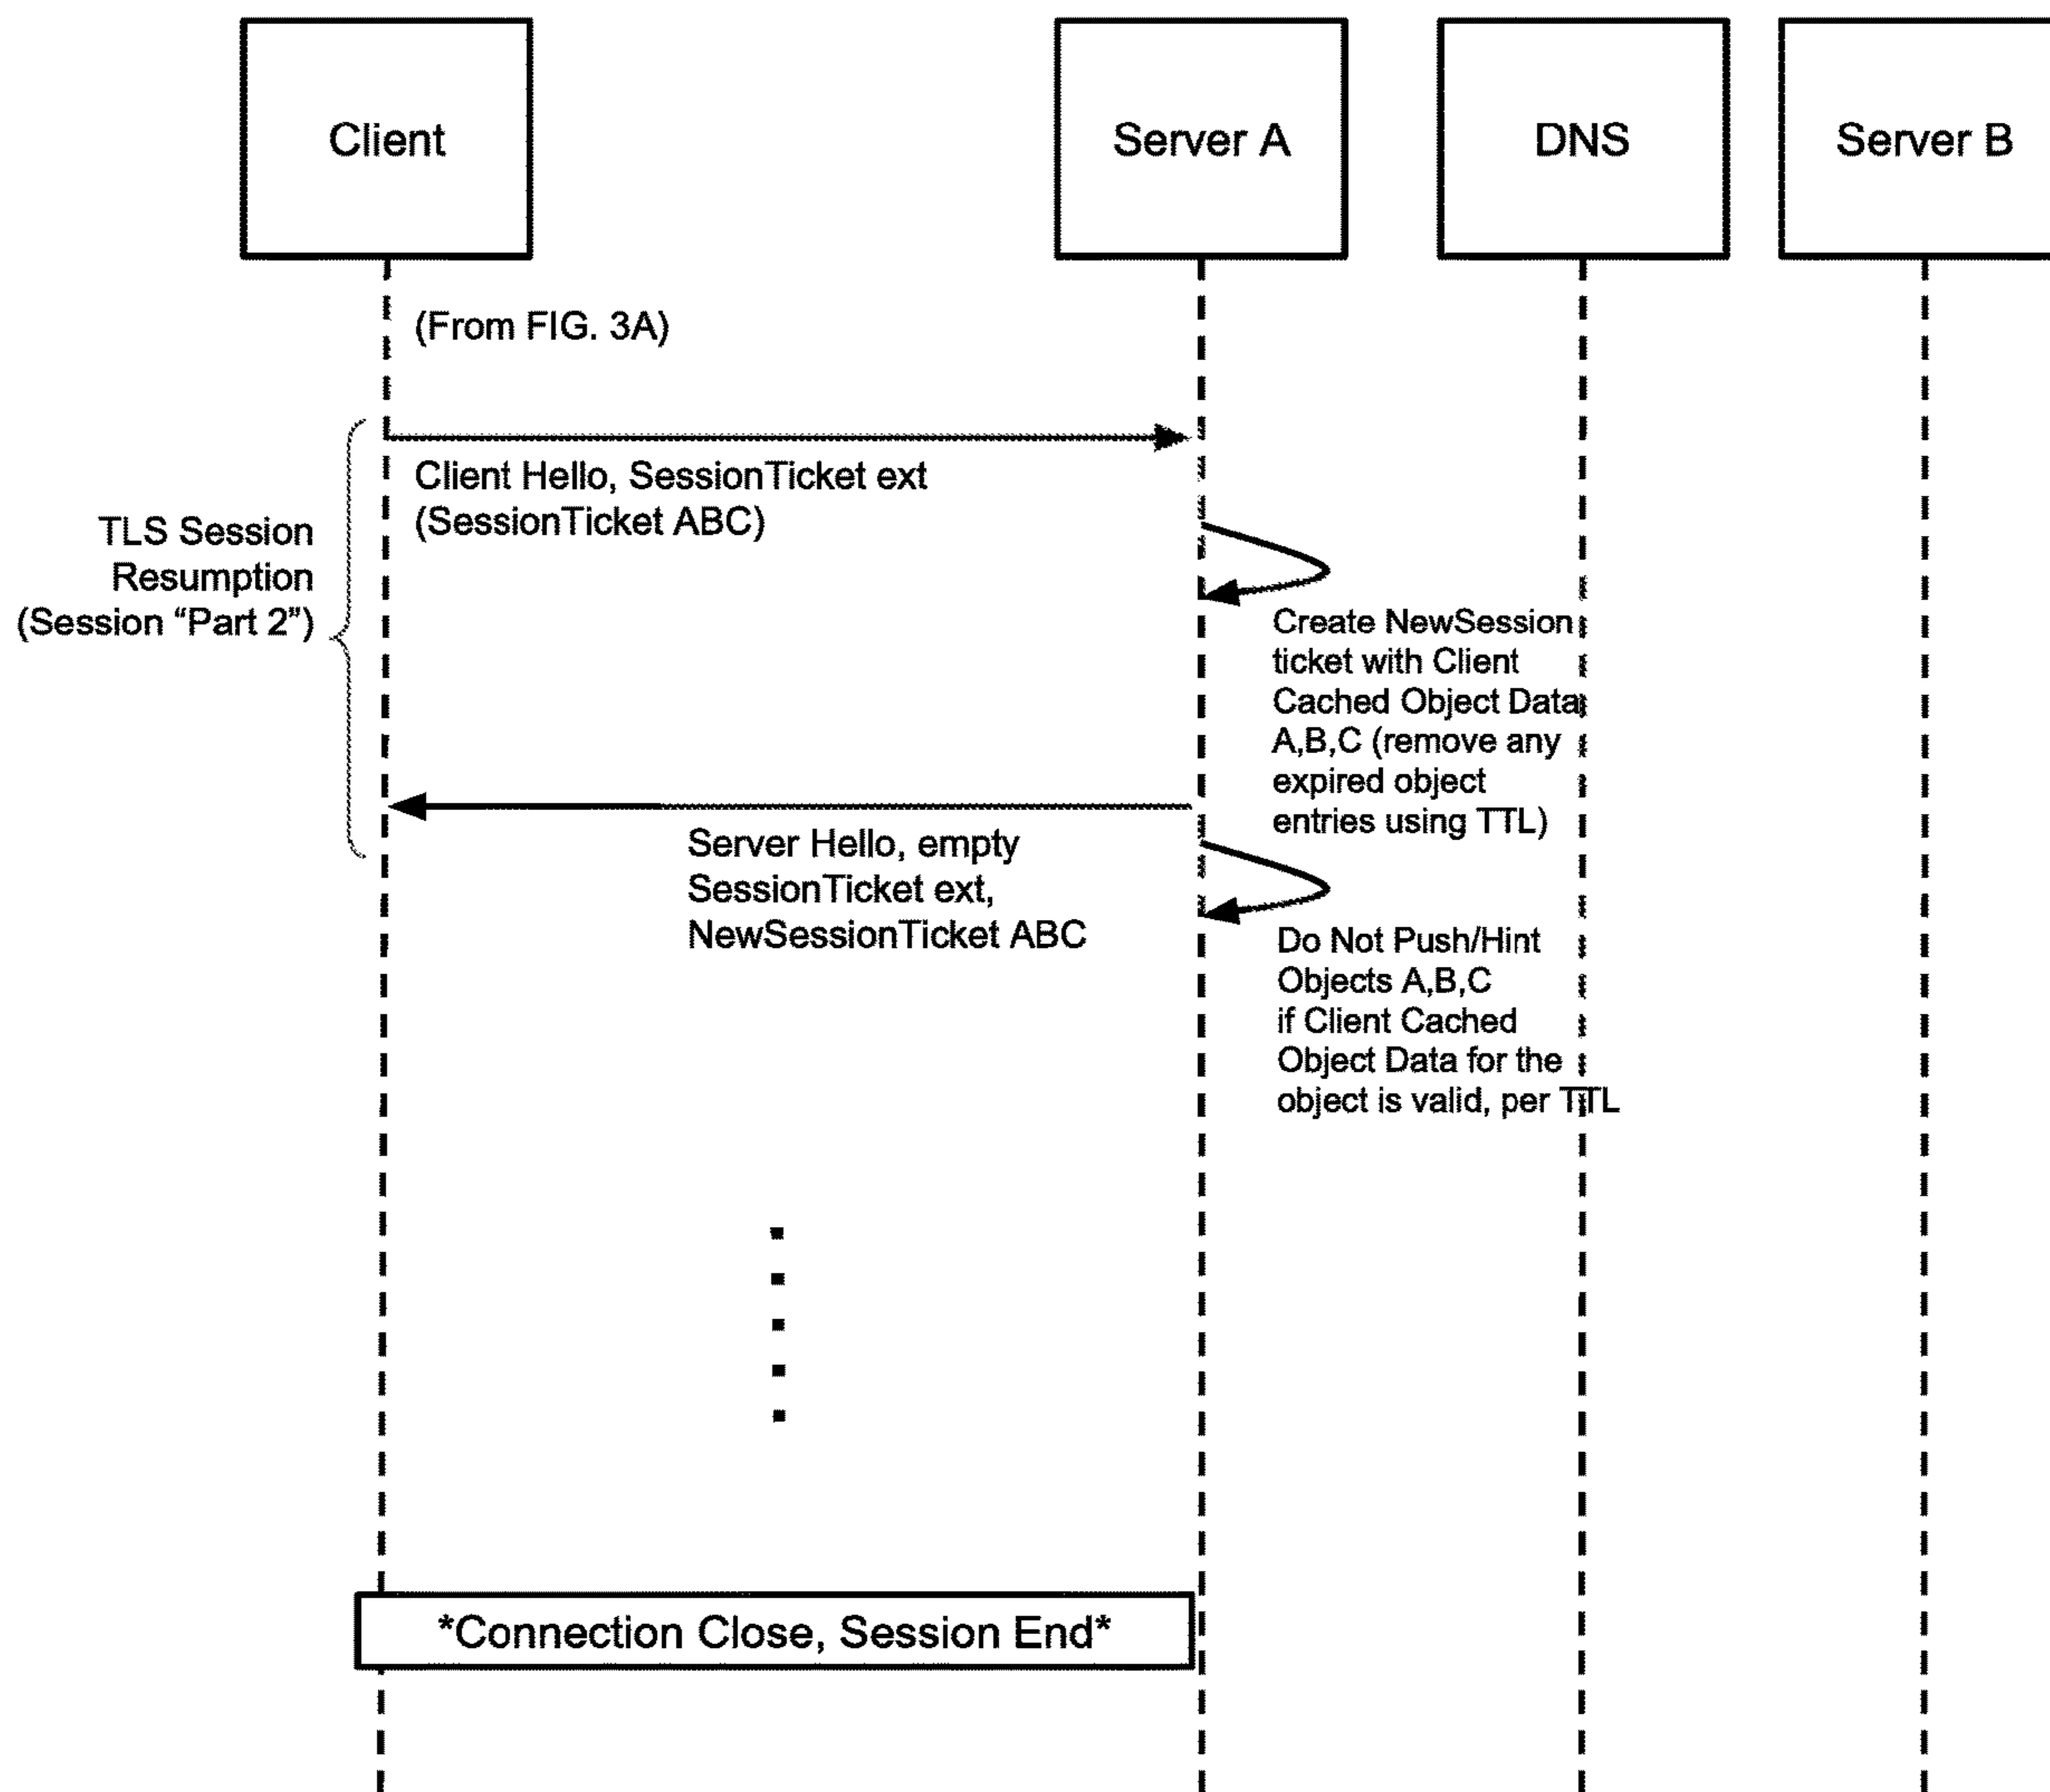 Client
Server A
DNS
Server B
(From FIG. 3A)
Client Hello, SessionTicket ext
(SessionTicket ABC)
TLS Session
Resumption
(Session “Part 2”)
Create NewSession
ticket with Client
Cached Object Data
A,B,C (remove any
expired object
entries using TTL)
Server Hello, empty
SessionTicket ext,
NewSessionTicket ABC
Do Not Push/Hint
Objects A,B,C
if Client Cached
Object Data for the
object is valid, per TTL
*Connection Close, Session End*